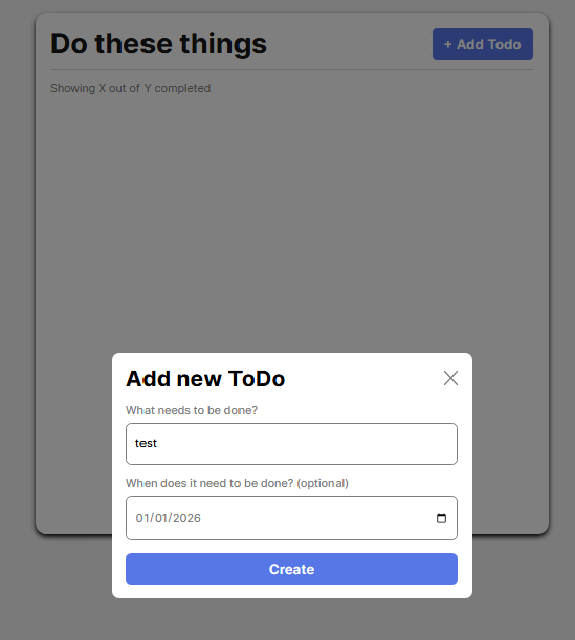 Do these things
+ Add Todo
Showing X out of Y completed
Add new ToDo
What needs to be done?
test
When does it need to be done? (optional)
01/01/2026
Create